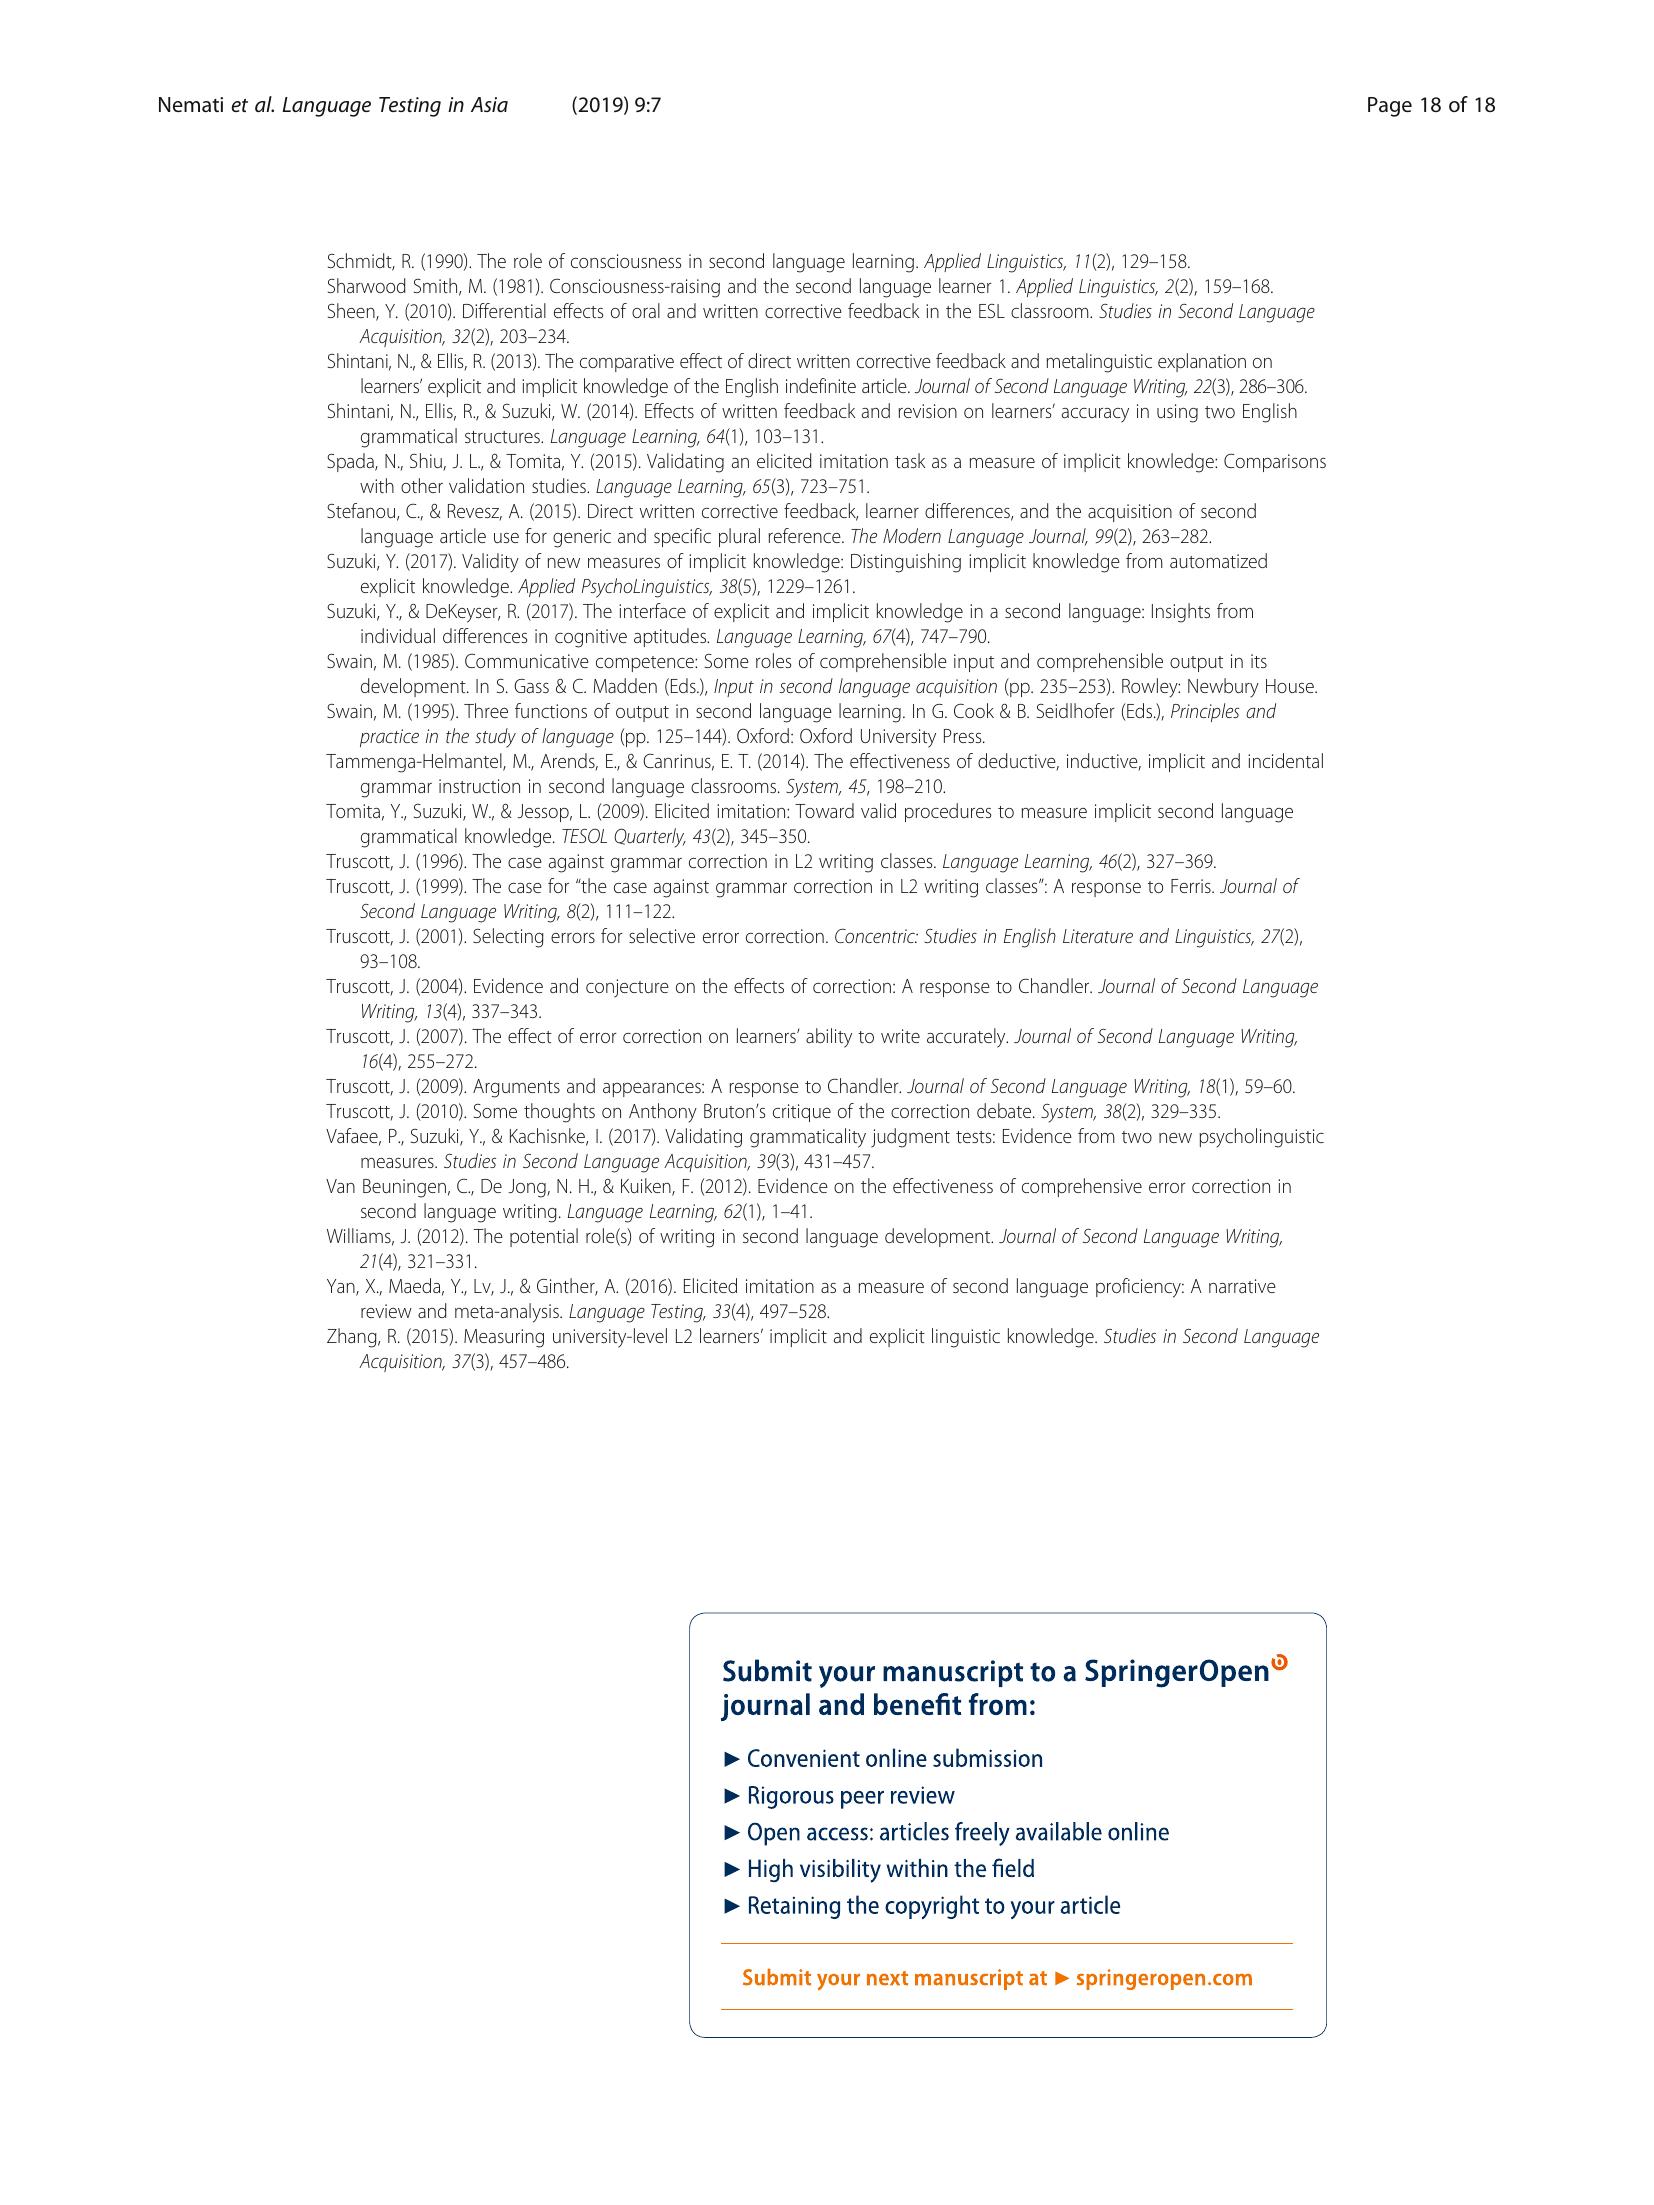 Nemati et al. Language Testing in Asia (2019) 9:7 Page 18 of 18
Schmidt, R. (1990). The role of consciousness in second language learning. Applied Linguistics, 11(2), 129–158.
Sharwood Smith, M. (1981). Consciousness-raising and the second language learner 1. Applied Linguistics, 2(2), 159–168.
Sheen, Y. (2010). Differential effects of oral and written corrective feedback in the ESL classroom. Studies in Second Language
Acquisition, 32(2), 203–234.
Shintani, N., & Ellis, R. (2013). The comparative effect of direct written corrective feedback and metalinguistic explanation on
learners’ explicit and implicit knowledge of the English indefinite article. Journal of Second Language Writing, 22(3), 286–306.
Shintani, N., Ellis, R., & Suzuki, W. (2014). Effects of written feedback and revision on learners’ accuracy in using two English
grammatical structures. Language Learning, 64(1), 103–131.
Spada, N., Shiu, J. L., & Tomita, Y. (2015). Validating an elicited imitation task as a measure of implicit knowledge: Comparisons
with other validation studies. Language Learning, 65(3), 723–751.
Stefanou, C., & Revesz, A. (2015). Direct written corrective feedback, learner differences, and the acquisition of second
language article use for generic and specific plural reference. The Modern Language Journal, 99(2), 263–282.
Suzuki, Y. (2017). Validity of new measures of implicit knowledge: Distinguishing implicit knowledge from automatized
explicit knowledge. Applied PsychoLinguistics, 38(5), 1229–1261.
Suzuki, Y., & DeKeyser, R. (2017). The interface of explicit and implicit knowledge in a second language: Insights from
individual differences in cognitive aptitudes. Language Learning, 67(4), 747–790.
Swain, M. (1985). Communicative competence: Some roles of comprehensible input and comprehensible output in its
development. In S. Gass & C. Madden (Eds.), Input in second language acquisition (pp. 235–253). Rowley: Newbury House.
Swain, M. (1995). Three functions of output in second language learning. In G. Cook & B. Seidlhofer (Eds.), Principles and
practice in the study of language (pp. 125–144). Oxford: Oxford University Press.
Tammenga-Helmantel, M., Arends, E., & Canrinus, E. T. (2014). The effectiveness of deductive, inductive, implicit and incidental
grammar instruction in second language classrooms. System, 45, 198–210.
Tomita, Y., Suzuki, W., & Jessop, L. (2009). Elicited imitation: Toward valid procedures to measure implicit second language
grammatical knowledge. TESOL Quarterly, 43(2), 345–350.
Truscott, J. (1996). The case against grammar correction in L2 writing classes. Language Learning, 46(2), 327–369.
Truscott, J. (1999). The case for “the case against grammar correction in L2 writing classes”: A response to Ferris. Journal of
Second Language Writing, 8(2), 111–122.
Truscott, J. (2001). Selecting errors for selective error correction. Concentric: Studies in English Literature and Linguistics, 27(2),
93–108.
Truscott, J. (2004). Evidence and conjecture on the effects of correction: A response to Chandler. Journal of Second Language
Writing, 13(4), 337–343.
Truscott, J. (2007). The effect of error correction on learners’ ability to write accurately. Journal of Second Language Writing,
16(4), 255–272.
Truscott, J. (2009). Arguments and appearances: A response to Chandler. Journal of Second Language Writing, 18(1), 59–60.
Truscott, J. (2010). Some thoughts on Anthony Bruton’s critique of the correction debate. System, 38(2), 329–335.
Vafaee, P., Suzuki, Y., & Kachisnke, I. (2017). Validating grammaticality judgment tests: Evidence from two new psycholinguistic
measures. Studies in Second Language Acquisition, 39(3), 431–457.
Van Beuningen, C., De Jong, N. H., & Kuiken, F. (2012). Evidence on the effectiveness of comprehensive error correction in
second language writing. Language Learning, 62(1), 1–41.
Williams, J. (2012). The potential role(s) of writing in second language development. Journal of Second Language Writing,
21(4), 321–331.
Yan, X., Maeda, Y., Lv, J., & Ginther, A. (2016). Elicited imitation as a measure of second language proficiency: A narrative
review and meta-analysis. Language Testing, 33(4), 497–528.
Zhang, R. (2015). Measuring university-level L2 learners’ implicit and explicit linguistic knowledge. Studies in Second Language
Acquisition, 37(3), 457–486.
Submit your manuscript to a SpringerOpen
journal and benefit from:
► Convenient online submission
► Rigorous peer review
► Open access: articles freely available online
► High visibility within the field
► Retaining the copyright to your article
Submit your next manuscript at ► springeropen.com